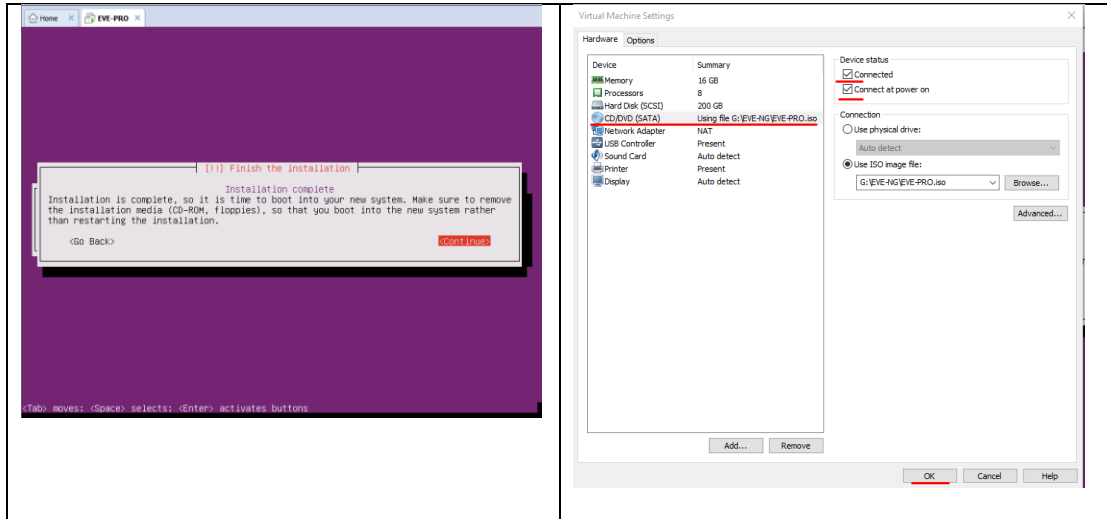 Home × EVE-PRO ×
[!!] Finish the installation
Installation complete
Installation is complete, so it is time to boot into your new system. Make sure to remove
the installation media (CD-ROM, floppies), so that you boot into the new system rather
than restarting the installation.
<Go Back> <Continue>
<Tab> moves; <Space> selects; <Enter> activates buttons
Virtual Machine Settings
Hardware Options
Device Summary
Memory 16 GB
Processors 8
Hard Disk (SCSI) 200 GB
CD/DVD (SATA) Using file G:\EVE-NG\EVE-PRO.iso
Network Adapter NAT
USB Controller Present
Sound Card Auto detect
Printer Present
Display Auto detect
Add... Remove
Device status
Connected
Connect at power on
Connection
Use physical drive:
Auto detect
Use ISO image file:
G:\EVE-NG\EVE-PRO.iso Browse...
Advanced...
OK Cancel Help